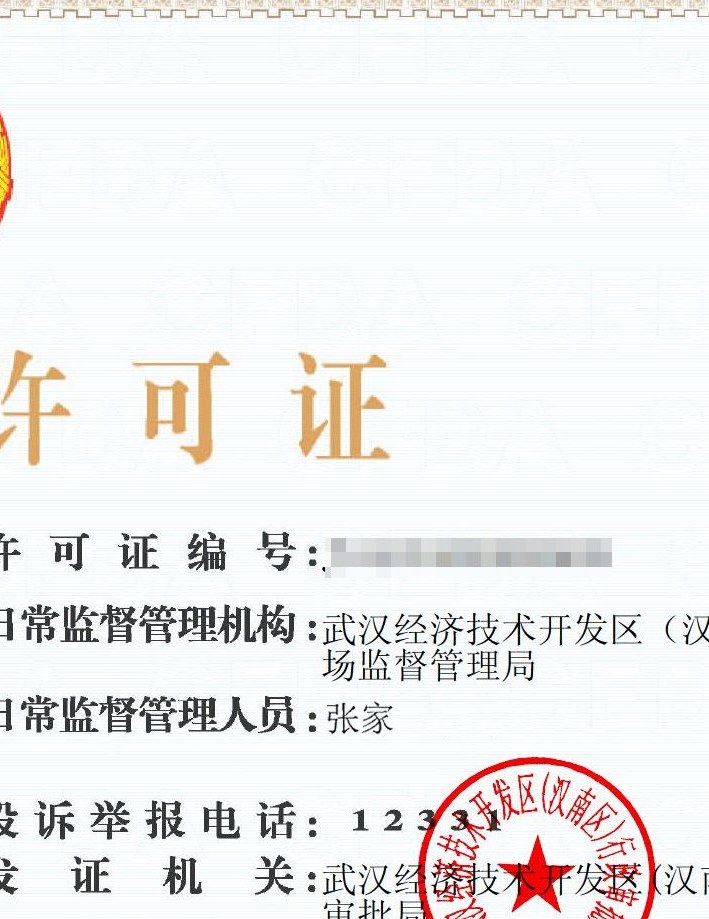 许可证
许可证编号:
日常监督管理机构:武汉经济技术开发区（汉
场监督管理局
日常监督管理人员:张家
投诉举报电话: 12331
发证机关:武汉经济技术开发区(汉南
审批局
经济技术开发区(汉南区)行政审批